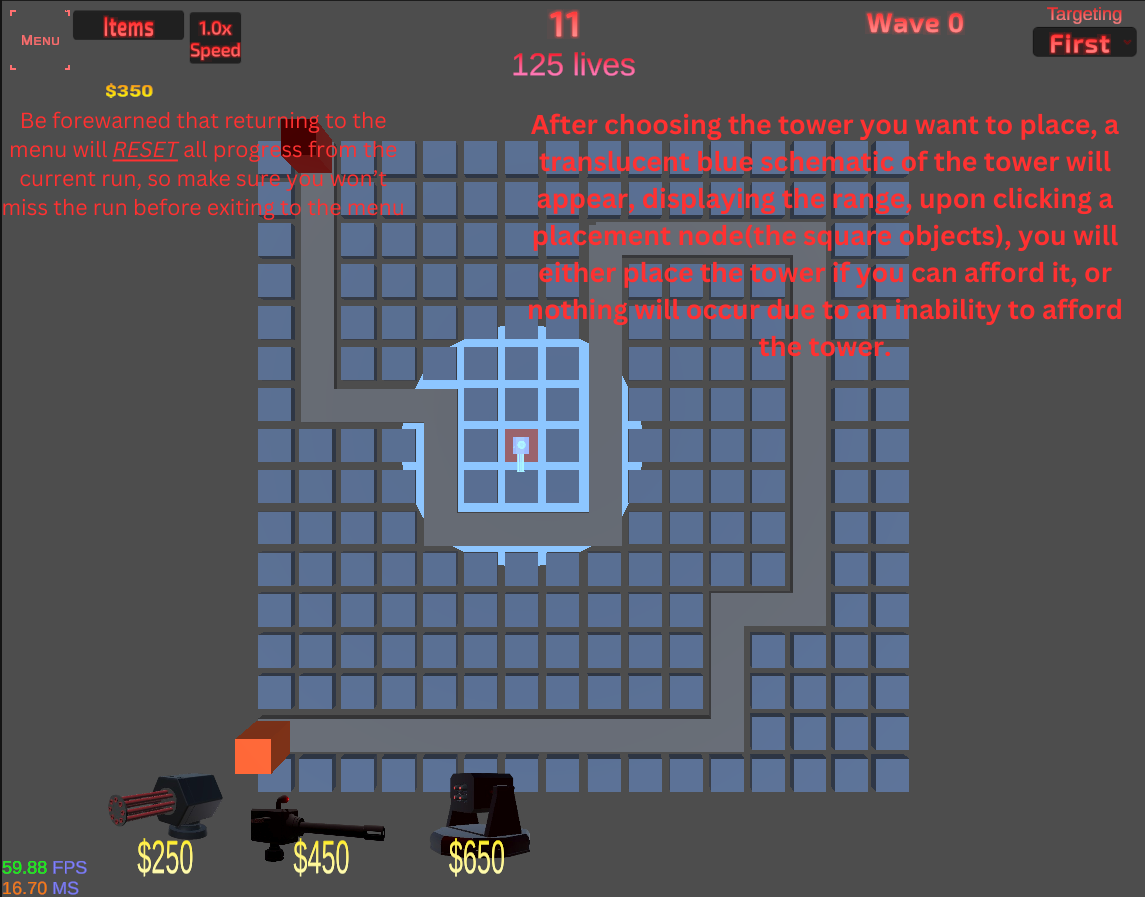 MENU
Items
1.0x
Speed
11
125 lives
Wave 0
Targeting
First
$350
Be forewarned that returning to the
menu will RESET all progress from the
current run, so make sure you won't
miss the run before exiting to the menu
After choosing the tower you want to place, a
translucent blue schematic of the tower will
appear, displaying the range, upon clicking a
placement node(the square objects), you will
either place the tower if you can afford it, or
nothing will occur due to an inability to afford
the tower.
$250
$450
$650
59.88 FPS
16.70 MS